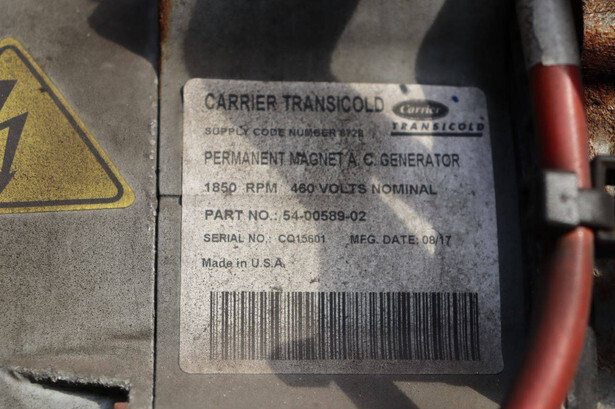 CARRIER TRANSICOLD
Carrier
TRANSICOLD
SUPPLY CODE NUMBER 8728
PERMANENT MAGNET A. C. GENERATOR
1850 RPM 460 VOLTS NOMINAL
PART NO.: 54-00589-02
SERIAL NO.: CQ15601 MFG. DATE: 08/17
Made in U.S.A.